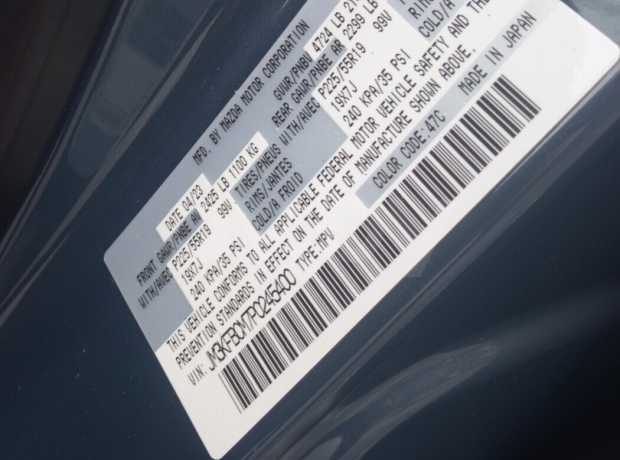 MFD. BY MAZDA MOTOR CORPORATION
DATE 04/23
GWR/PNBV 4724 LB
FRONT GAWR/PNBE AR 2425 LB 1100 KG
REAR GAWR/PNBE AR 2299 LB
WITH/AVEC P225/55R19 99V
TIRES/PNEUS WITH/AVEC P225/55R19 99V
19X7J
RIMS/JANTES 19X7J
RIMS
240 KPA/35 PSI
COLD/A FROID 240 KPA/35 PSI
COLD/A
THIS VEHICLE CONFORMS TO ALL APPLICABLE FEDERAL MOTOR VEHICLE SAFETY AND
PREVENTION STANDARDS IN EFFECT ON THE DATE OF MANUFACTURE SHOWN ABOVE.
VIN: TYPE:MPV
COLOR CODE:47C MADE IN JAPAN